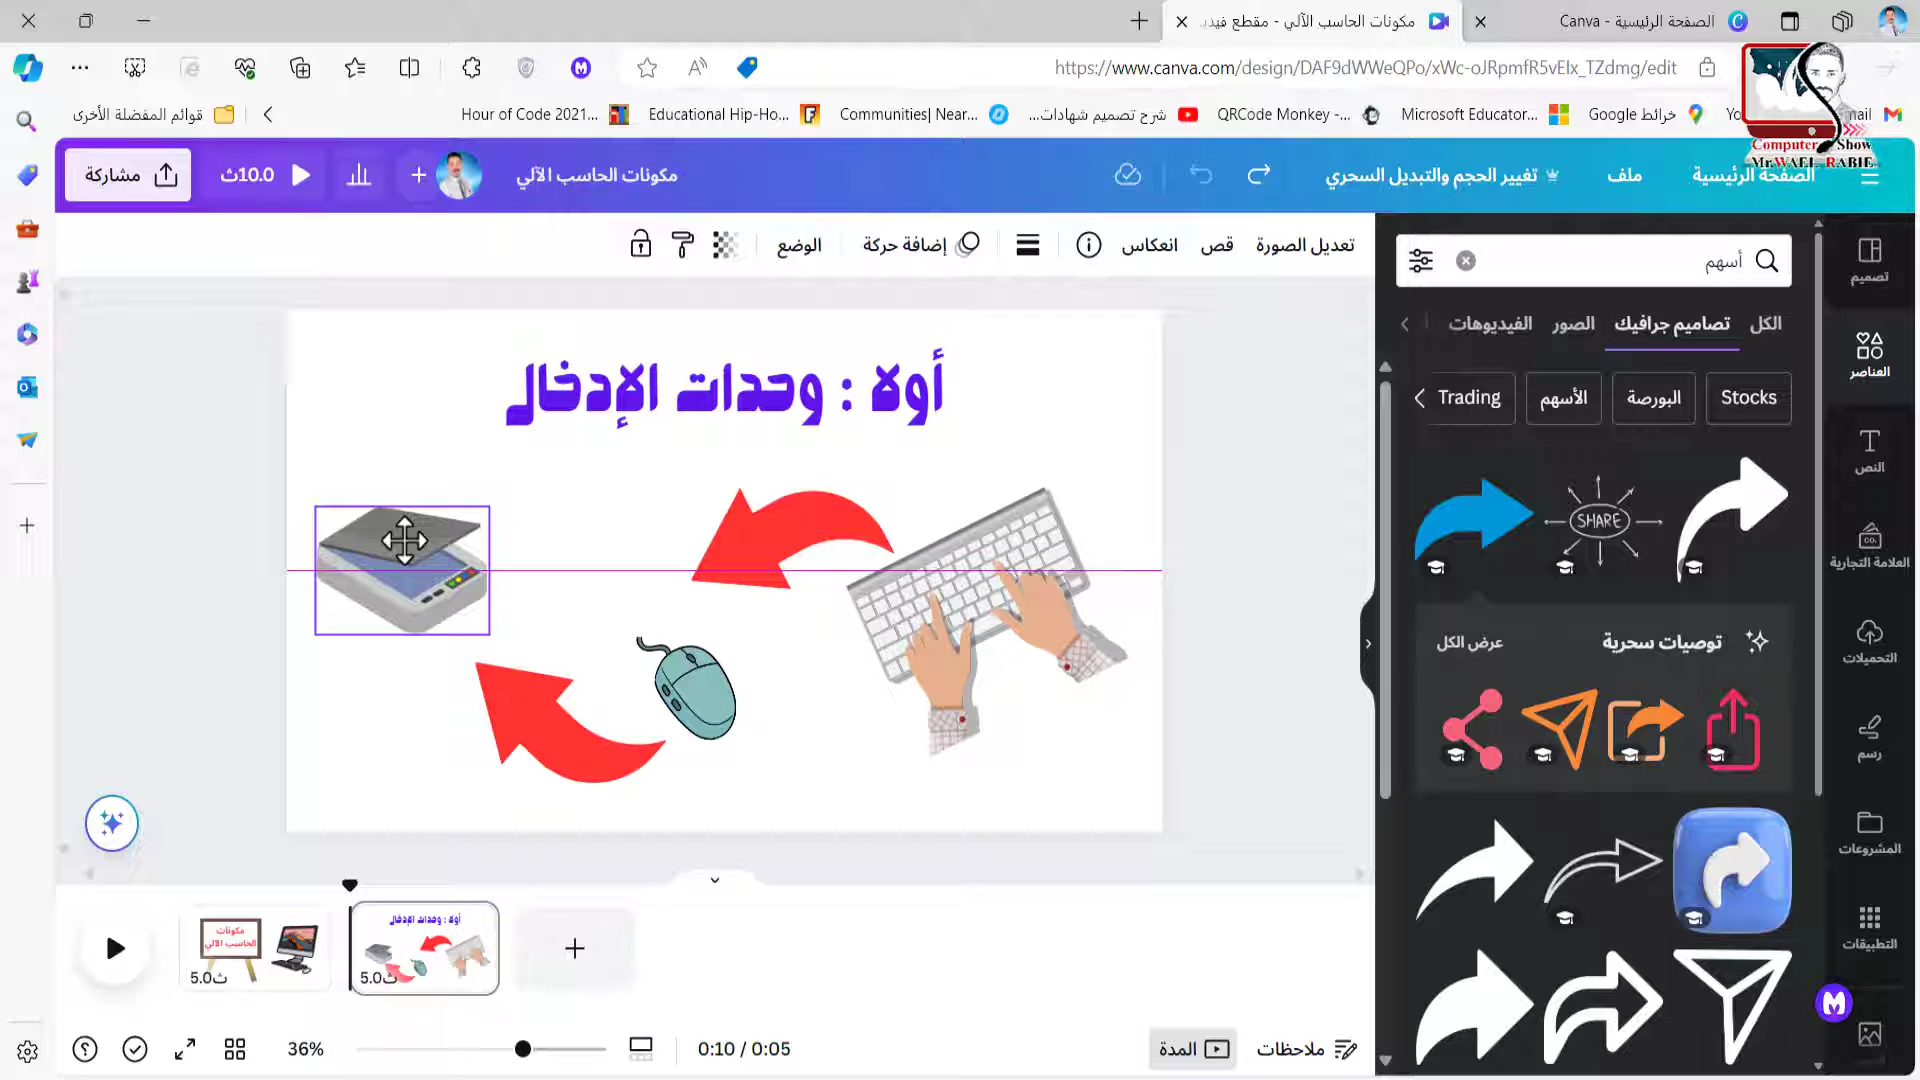 الصفحة الرئيسية - Canva
مكونات الحاسب الآلي - مقطع فيديو
https://www.canva.com/design/DAF9dWWeQPo/xWc-oJRpmfR5vEIx_TZdmg/edit
خرائط Google
Microsoft Educator...
QRCode Monkey -...
شرح تصميم شهادات...
Communities| Near...
Educational Hip-Ho...
Hour of Code 2021...
قوائم المفضلة الأخرى
Computer Show
Mr.WAEL RABIE
الصفحة الرئيسية
ملف
تغيير الحجم والتبديل السحري
مكونات الحاسب الآلي
10.0ث
مشاركة
تعديل الصورة
قص
انعكاس
إضافة حركة
الوضع
أسهم
الكل
تصاميم جرافيك
الصور
الفيديوهات
Stocks
البورصة
الأسهم
Trading
SHARE
توصيات سحرية
عرض الكل
تصميم
العناصر
النص
CO.
العلامة التجارية
التحميلات
رسم
المشروعات
التطبيقات
أولا : وحدات الإدخال
مكونات
الحاسب الآلي
5.0ث
أولا : وحدات الإدخال
5.0ث
36%
0:10 / 0:05
المدة
ملاحظات